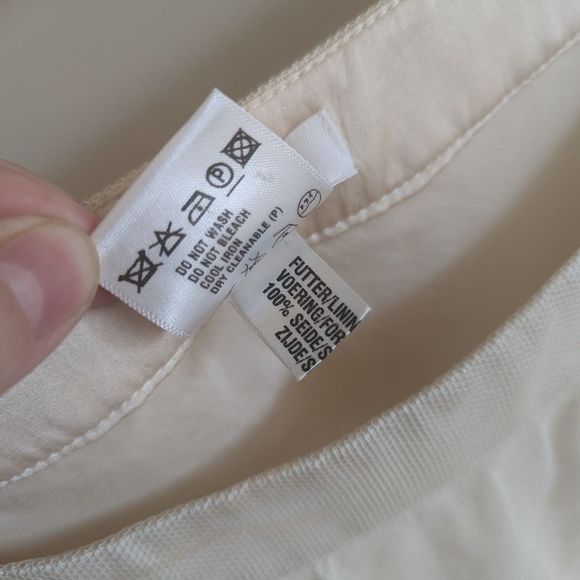 P
DO NOT WASH
DO NOT BLEACH
COOL IRON
DRY CLEANABLE (P)
FUTTER/LININ
VOERING/FOR
100% SEIDE/S
ZIJDE/S